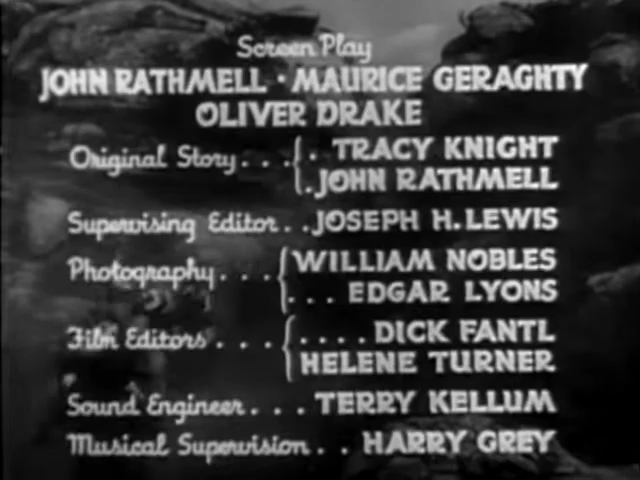 Screen Play
JOHN RATHMELL · MAURICE GERAGHTY
OLIVER DRAKE
Original Story . . . { . TRACY KNIGHT
. JOHN RATHMELL
Supervising Editor . . JOSEPH H. LEWIS
Photography . . . { WILLIAM NOBLES
. . . EDGAR LYONS
Film Editors . . . { . . . . DICK FANTL
HELENE TURNER
Sound Engineer . . . TERRY KELLUM
Musical Supervision . . HARRY GREY